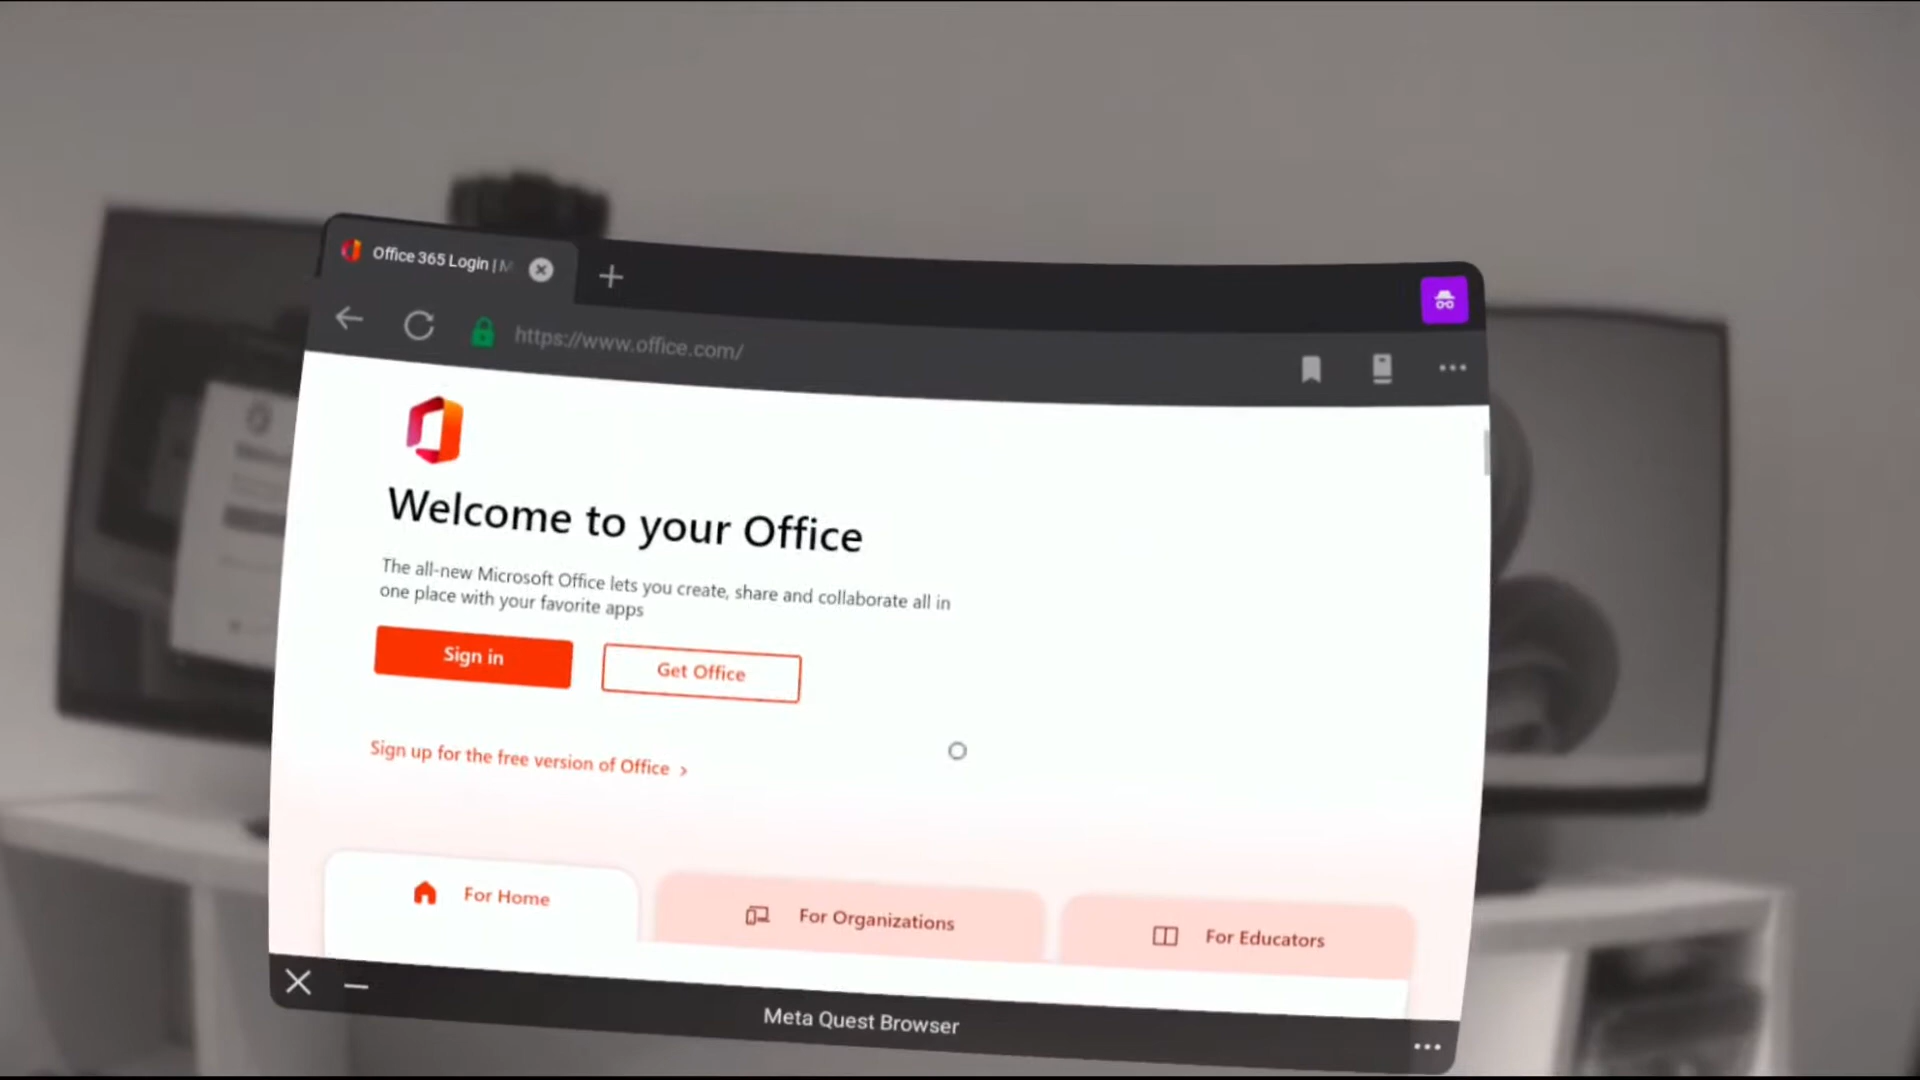 Office 365 Login | M
https://www.office.com/
Welcome to your Office
The all-new Microsoft Office lets you create, share and collaborate all in
one place with your favorite apps
Sign in
Get Office
Sign up for the free version of Office >
For Home
For Organizations
For Educators
Meta Quest Browser